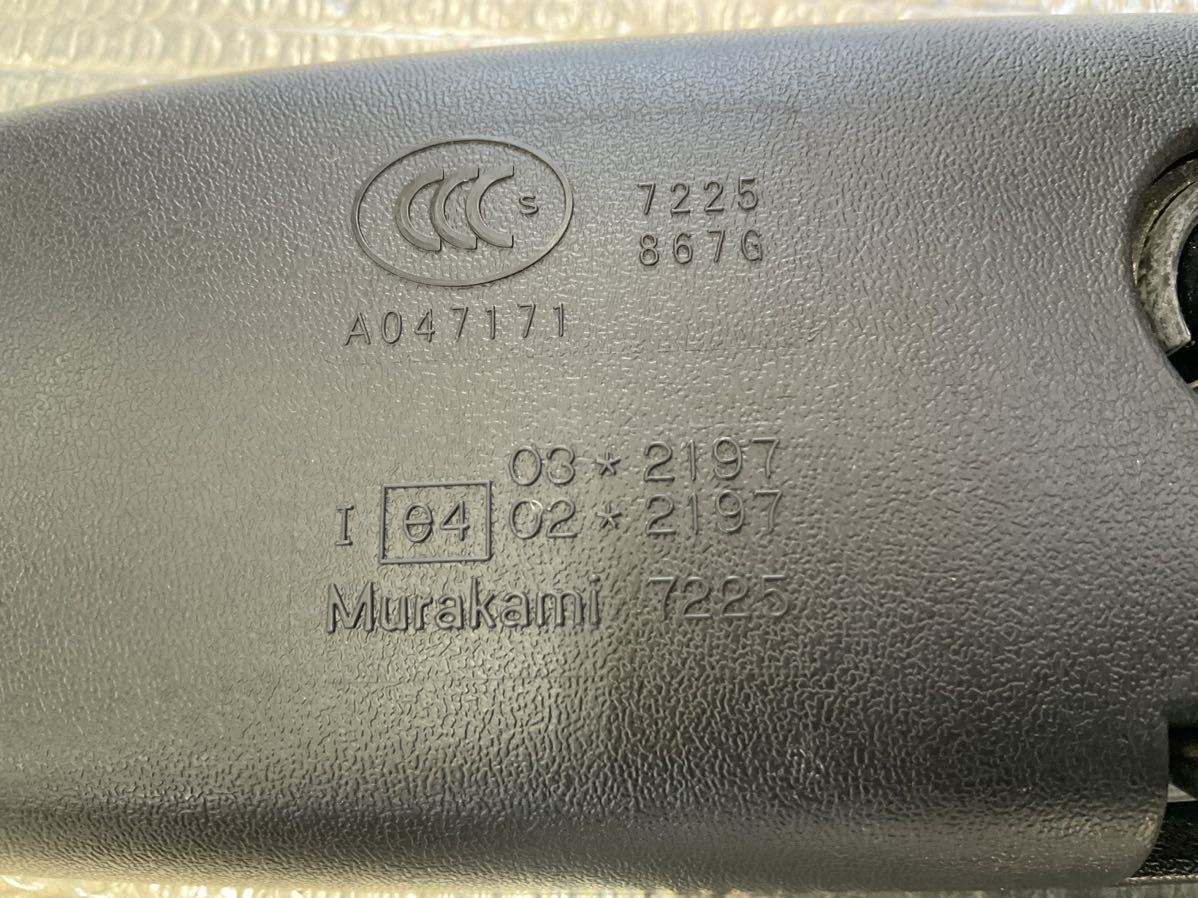 CCC S
7225
867G
A047171
03*2197
I e4 02*2197
Murakami 7225